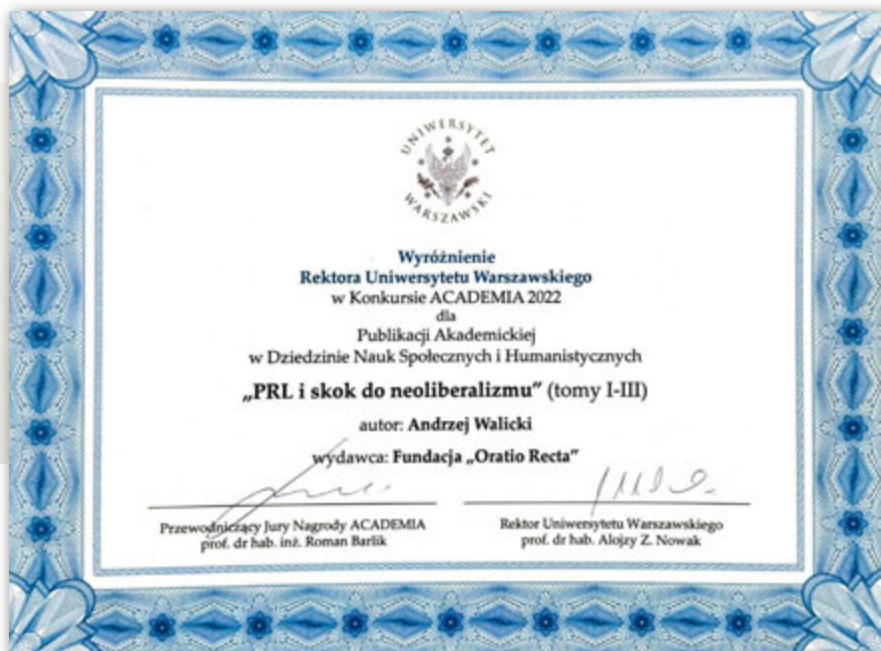 UNIWERSYTET
WARSZAWSKI
Wyróżnienie
Rektora Uniwersytetu Warszawskiego
w Konkursie ACADEMIA 2022
dla
Publikacji Akademickiej
w Dziedzinie Nauk Społecznych i Humanistycznych
„PRL i skok do neoliberalizmu” (tomy I-III)
autor: Andrzej Walicki
wydawca: Fundacja „Oratio Recta”
Przewodniczący Jury Nagrody ACADEMIA
prof. dr hab. inż. Roman Barlik
Rektor Uniwersytetu Warszawskiego
prof. dr hab. Alojzy Z. Nowak